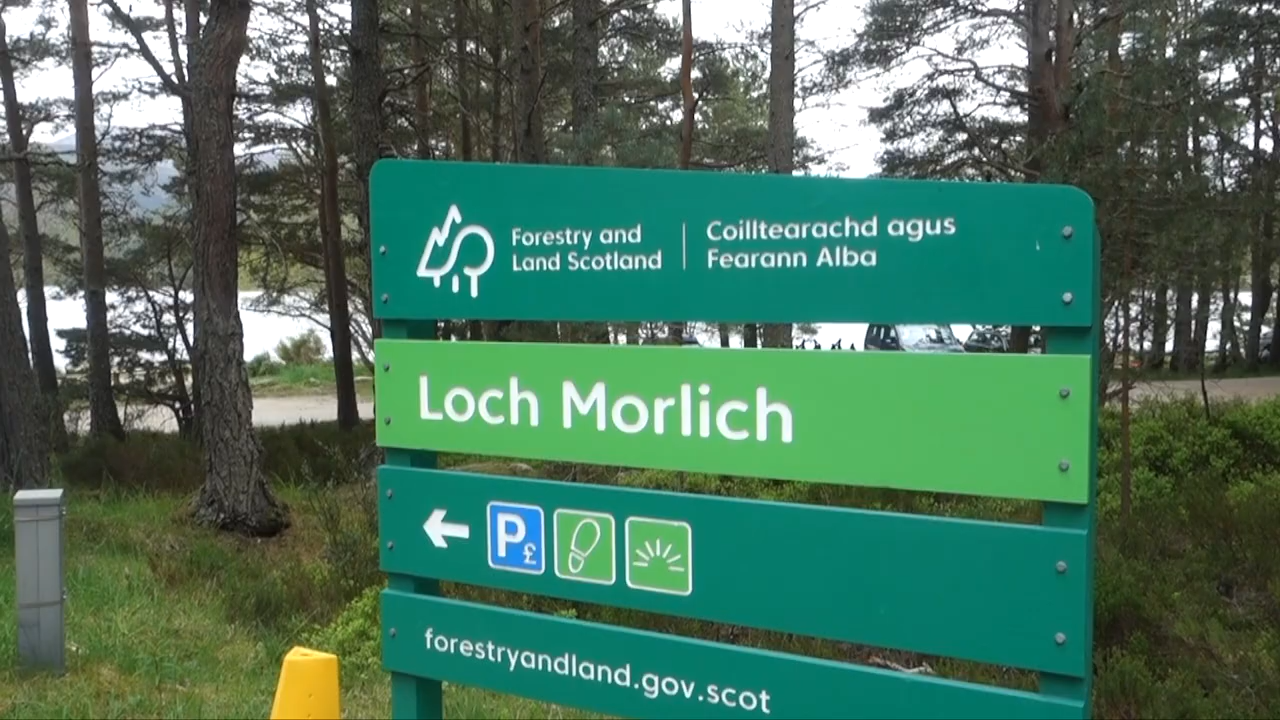 Forestry and
Land Scotland
Coilltearachd agus
Fearann Alba
Loch Morlich
P£
forestryandland.gov.scot